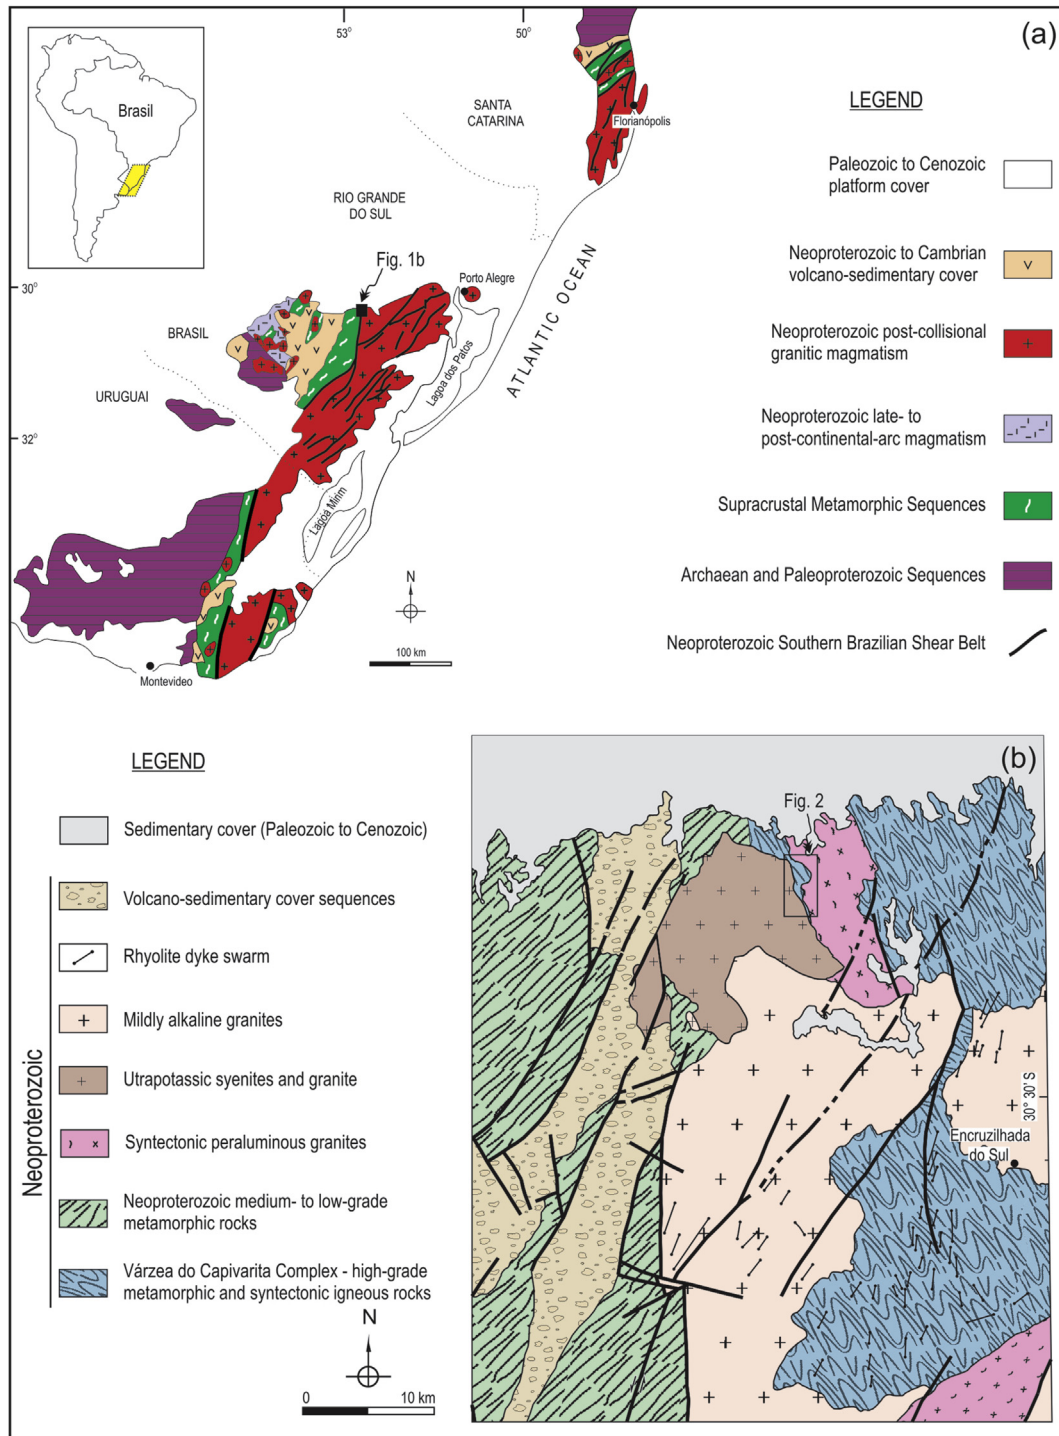 (a)
53°
50°
Brasil
SANTA
CATARINA
Florianópolis
RIO GRANDE
DO SUL
Fig. 1b
30°
Porto Alegre
BRASIL
Lagoa dos Patos
ATLANTIC OCEAN
URUGUAI
32°
Lagoa Mirim
N
100 km
Montevideo
LEGEND
Paleozoic to Cenozoic
platform cover
Neoproterozoic to Cambrian
volcano-sedimentary cover
Neoproterozoic post-collisional
granitic magmatism
Neoproterozoic late- to
post-continental-arc magmatism
Supracrustal Metamorphic Sequences
Archaean and Paleoproterozoic Sequences
Neoproterozoic Southern Brazilian Shear Belt
LEGEND
Sedimentary cover (Paleozoic to Cenozoic)
Neoproterozoic
Volcano-sedimentary cover sequences
Rhyolite dyke swarm
Mildly alkaline granites
Utrapotassic syenites and granite
Syntectonic peraluminous granites
Neoproterozoic medium- to low-grade
metamorphic rocks
Várzea do Capivarita Complex - high-grade
metamorphic and syntectonic igneous rocks
N
0 10 km
(b)
Fig. 2
30° 30' S
Encruzilhada
do Sul